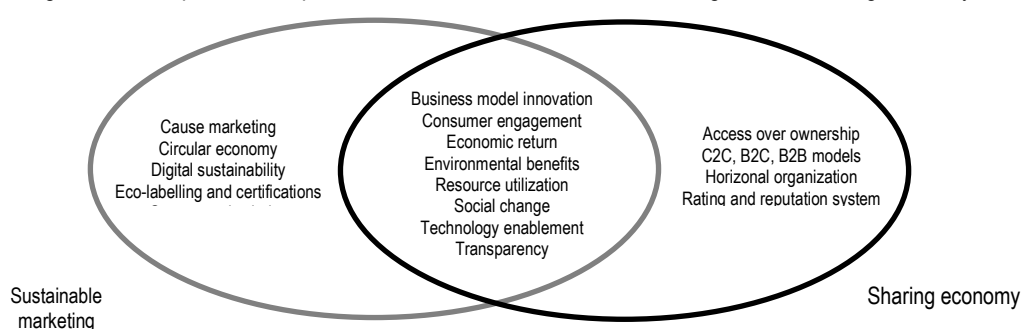 Cause marketing
Circular economy
Digital sustainability
Eco-labelling and certifications
Business model innovation
Consumer engagement
Economic return
Environmental benefits
Resource utilization
Social change
Technology enablement
Transparency
Access over ownership
C2C, B2C, B2B models
Horizonal organization
Rating and reputation system
Sustainable
marketing
Sharing economy